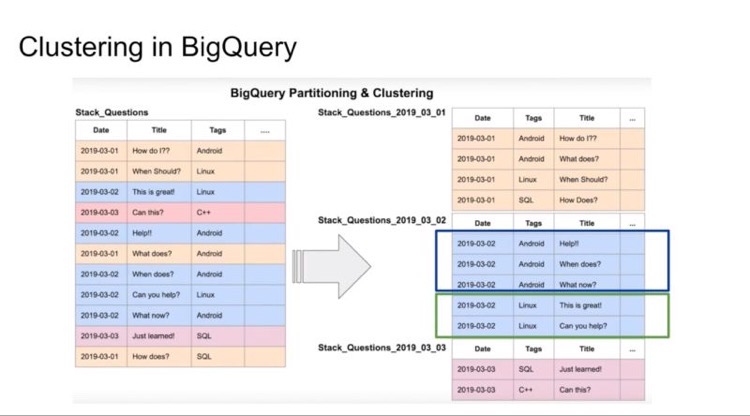 Clustering in BigQuery
BigQuery Partitioning & Clustering
Stack_Questions
Date Title Tags ....
2019-03-01 How do I?? Android
2019-03-01 When Should? Linux
2019-03-02 This is great! Linux
2019-03-03 Can this? C++
2019-03-02 Help!! Android
2019-03-01 What does? Android
2019-03-02 When does? Android
2019-03-02 Can you help? Linux
2019-03-02 What now? Android
2019-03-03 Just learned! SQL
2019-03-01 How does? SQL
Stack_Questions_2019_03_01
Date Tags Title ...
2019-03-01 Android How do I??
2019-03-01 Android What does?
2019-03-01 Linux When Should?
2019-03-01 SQL How Does?
Stack_Questions_2019_03_02
Date Tags Title ...
2019-03-02 Android Help!!
2019-03-02 Android When does?
2019-03-02 Android What now?
2019-03-02 Linux This is great!
2019-03-02 Linux Can you help?
Stack_Questions_2019_03_03
Date Tags Title ...
2019-03-03 SQL Just learned!
2019-03-03 C++ Can this?